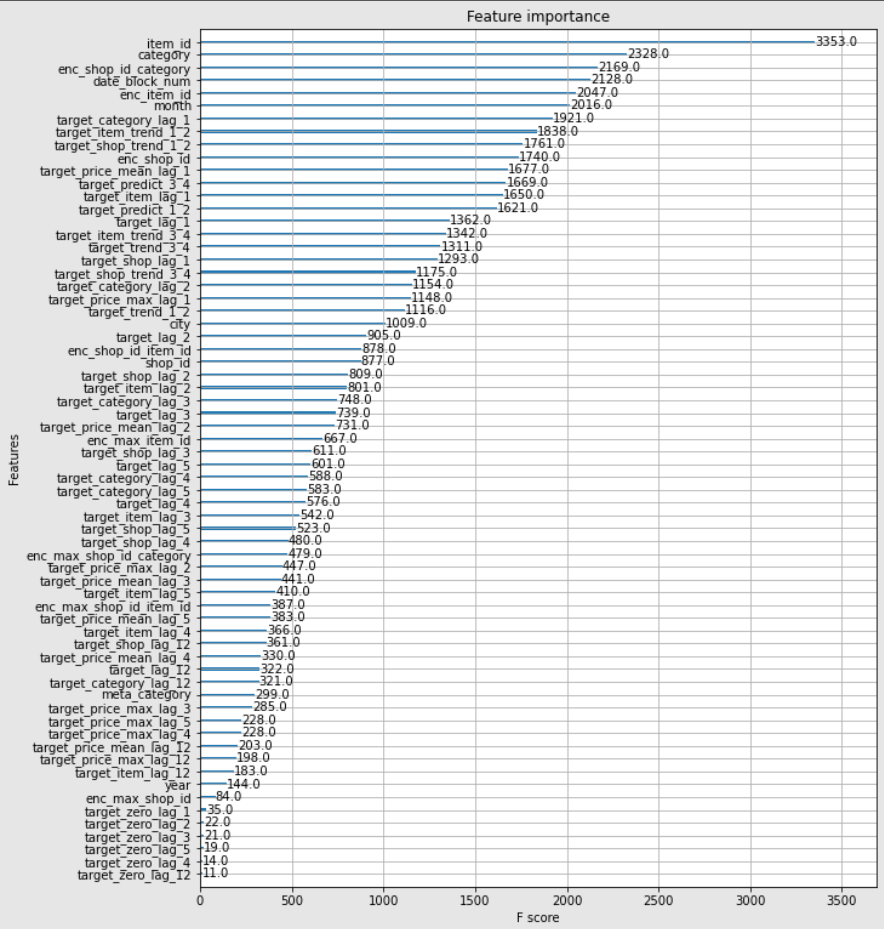 Feature importance
item_id 3353.0
category 2328.0
enc_shop_id_category 2169.0
date_block_num 2128.0
enc_item_id 2047.0
month 2016.0
target_category_lag_1 1921.0
target_item_trend_1_2 1838.0
target_shop_trend_1_2 1761.0
enc_shop_id 1740.0
target_price_mean_lag_1 1677.0
target_predict_3_4 1669.0
target_item_lag_1 1650.0
target_predict_1_2 1621.0
target_lag_1 1362.0
target_item_trend_3_4 1342.0
target_trend_3_4 1311.0
target_shop_lag_1 1293.0
target_shop_trend_3_4 1175.0
target_category_lag_2 1154.0
target_price_max_lag_1 1148.0
target_trend_1_2 1116.0
city 1009.0
target_lag_2 905.0
enc_shop_id_item_id 878.0
shop_id 877.0
target_shop_lag_2 809.0
target_item_lag_2 801.0
target_category_lag_3 748.0
target_lag_3 739.0
target_price_mean_lag_2 731.0
enc_max_item_id 667.0
target_shop_lag_3 611.0
target_lag_5 601.0
target_category_lag_4 588.0
target_category_lag_5 583.0
target_lag_4 576.0
target_item_lag_3 542.0
target_shop_lag_5 523.0
target_shop_lag_4 480.0
enc_max_shop_id_category 479.0
target_price_max_lag_2 447.0
target_price_mean_lag_3 441.0
target_item_lag_5 410.0
enc_max_shop_id_item_id 387.0
target_price_mean_lag_5 383.0
target_item_lag_4 366.0
target_shop_lag_12 361.0
target_price_mean_lag_4 330.0
target_lag_12 322.0
target_category_lag_12 321.0
meta_category 299.0
target_price_max_lag_3 285.0
target_price_max_lag_5 228.0
target_price_max_lag_4 228.0
target_price_mean_lag_12 203.0
target_price_max_lag_12 198.0
target_item_lag_12 183.0
year 144.0
enc_max_shop_id 84.0
target_zero_lag_1 35.0
target_zero_lag_2 22.0
target_zero_lag_3 21.0
target_zero_lag_5 19.0
target_zero_lag_4 14.0
target_zero_lag_12 11.0
Features
0 500 1000 1500 2000 2500 3000 3500
F score